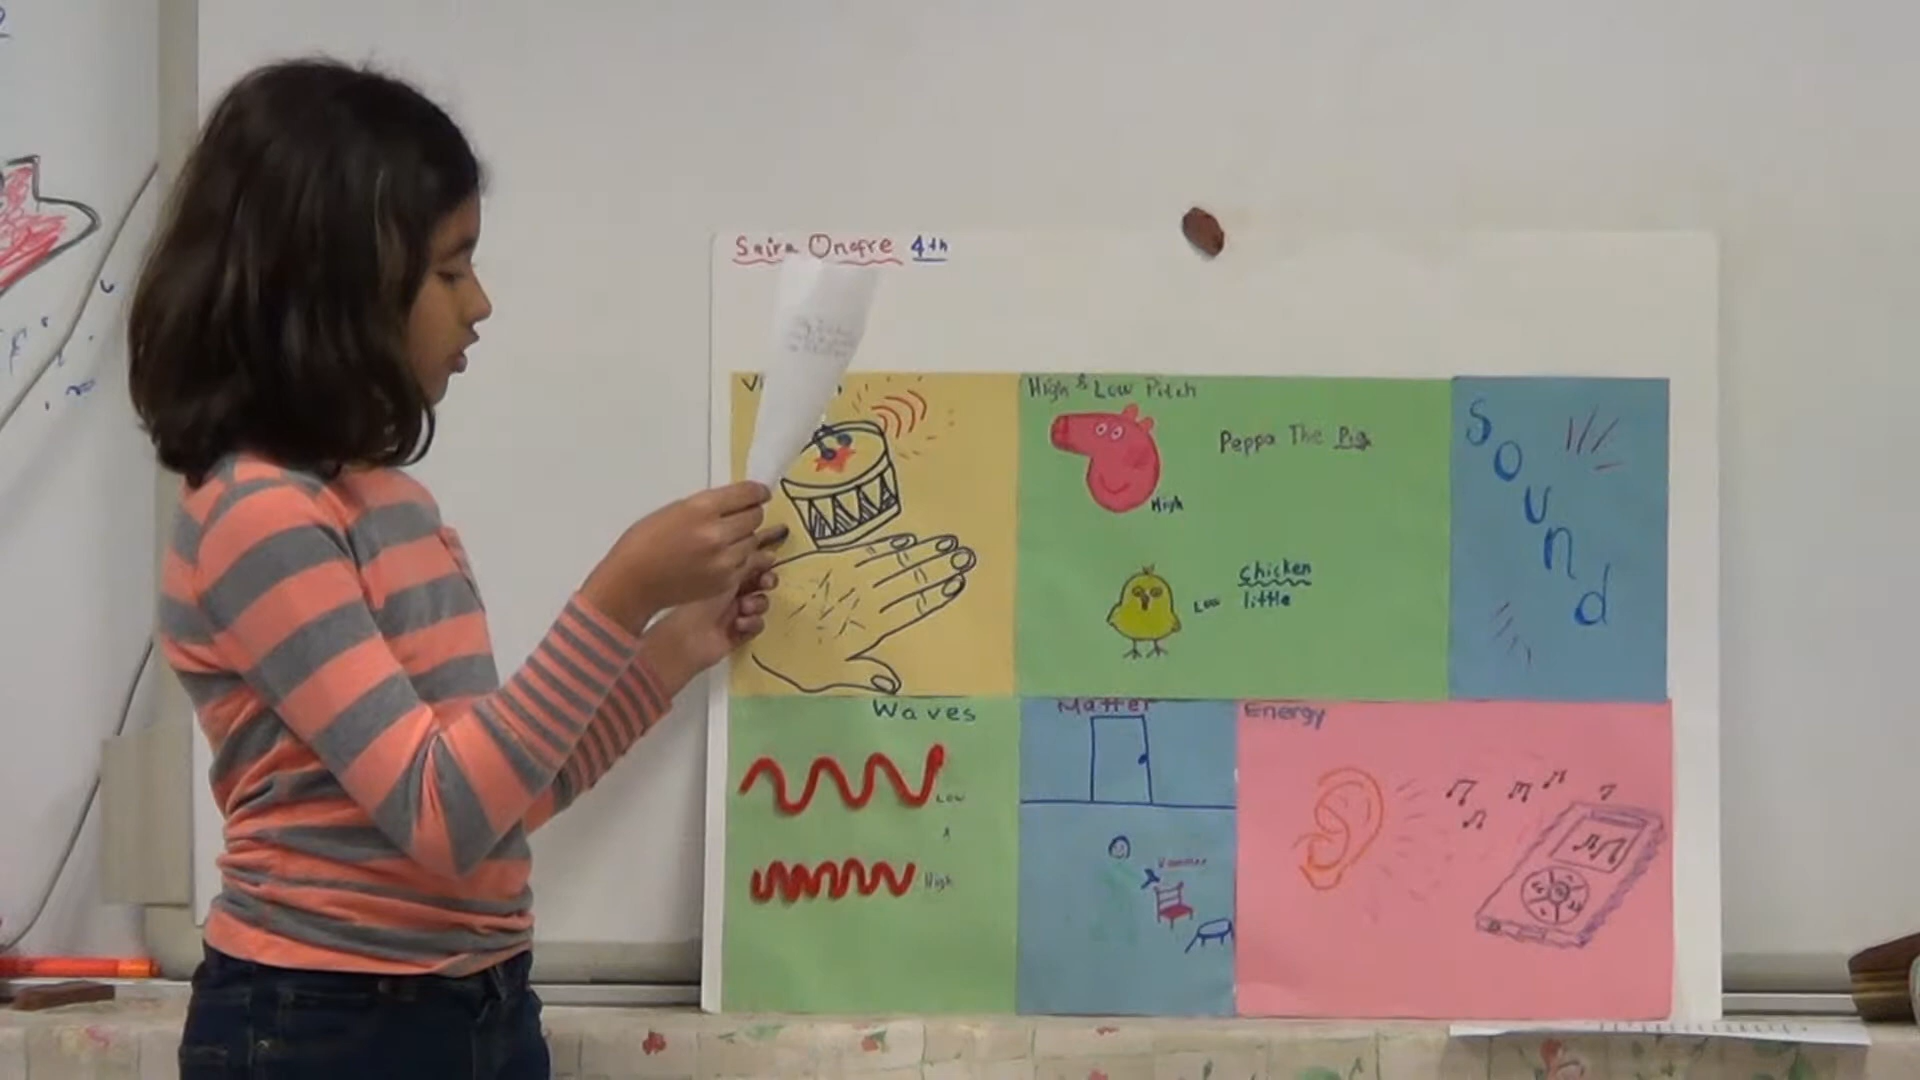 Saira Onofre 4th
High & Low Pitch
Peppa The Pig
High
chicken
Low little
Sound
Waves
Low
&
High
Matter
Energy